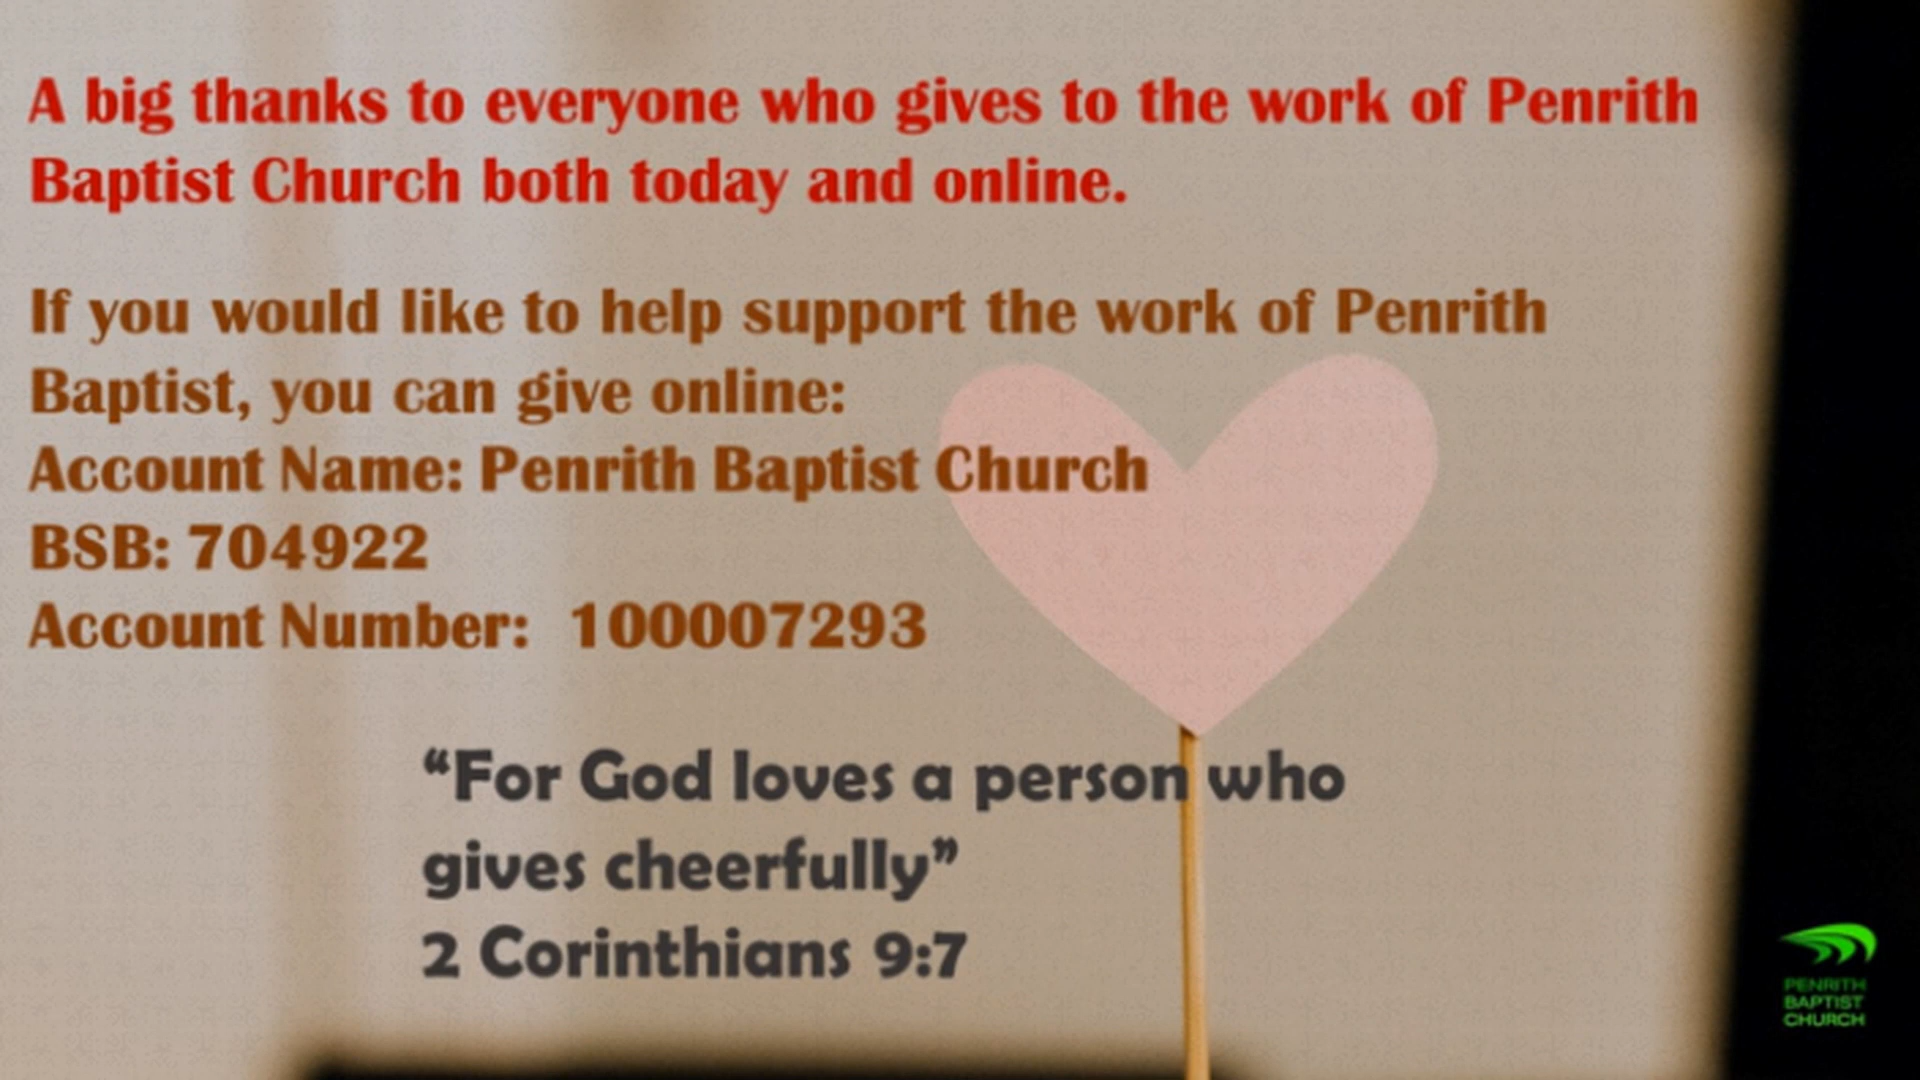 A big thanks to everyone who gives to the work of Penrith
Baptist Church both today and online.
If you would like to help support the work of Penrith
Baptist, you can give online:
Account Name: Penrith Baptist Church
BSB: 704922
Account Number:  100007293
“For God loves a person who
gives cheerfully”
2 Corinthians 9:7
PENRITH
BAPTIST
CHURCH